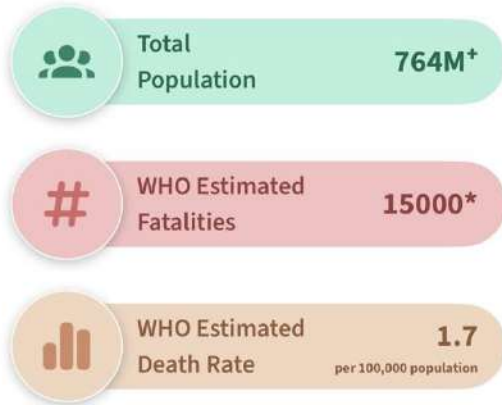 Total
Population
764M⁺
#
WHO Estimated
Fatalities
15000*
WHO Estimated
Death Rate
1.7
per 100,000 population